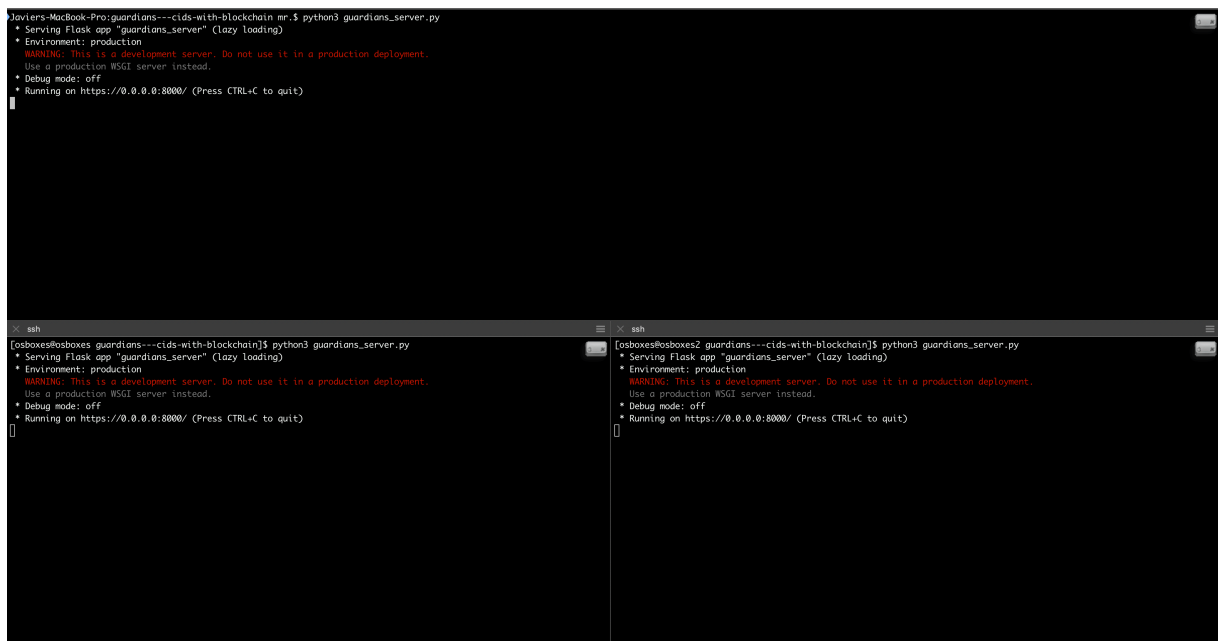 Javiers-MacBook-Pro:guardians---cids-with-blockchain mr.$ python3 guardians_server.py
* Serving Flask app "guardians_server" (lazy loading)
* Environment: production
WARNING: This is a development server. Do not use it in a production deployment.
Use a production WSGI server instead.
* Debug mode: off
* Running on https://0.0.0.0:8000/ (Press CTRL+C to quit)
ssh
[osboxes@osboxes guardians---cids-with-blockchain]$ python3 guardians_server.py
* Serving Flask app "guardians_server" (lazy loading)
* Environment: production
WARNING: This is a development server. Do not use it in a production deployment.
Use a production WSGI server instead.
* Debug mode: off
* Running on https://0.0.0.0:8000/ (Press CTRL+C to quit)
ssh
[osboxes@osboxes2 guardians---cids-with-blockchain]$ python3 guardians_server.py
* Serving Flask app "guardians_server" (lazy loading)
* Environment: production
WARNING: This is a development server. Do not use it in a production deployment.
Use a production WSGI server instead.
* Debug mode: off
* Running on https://0.0.0.0:8000/ (Press CTRL+C to quit)